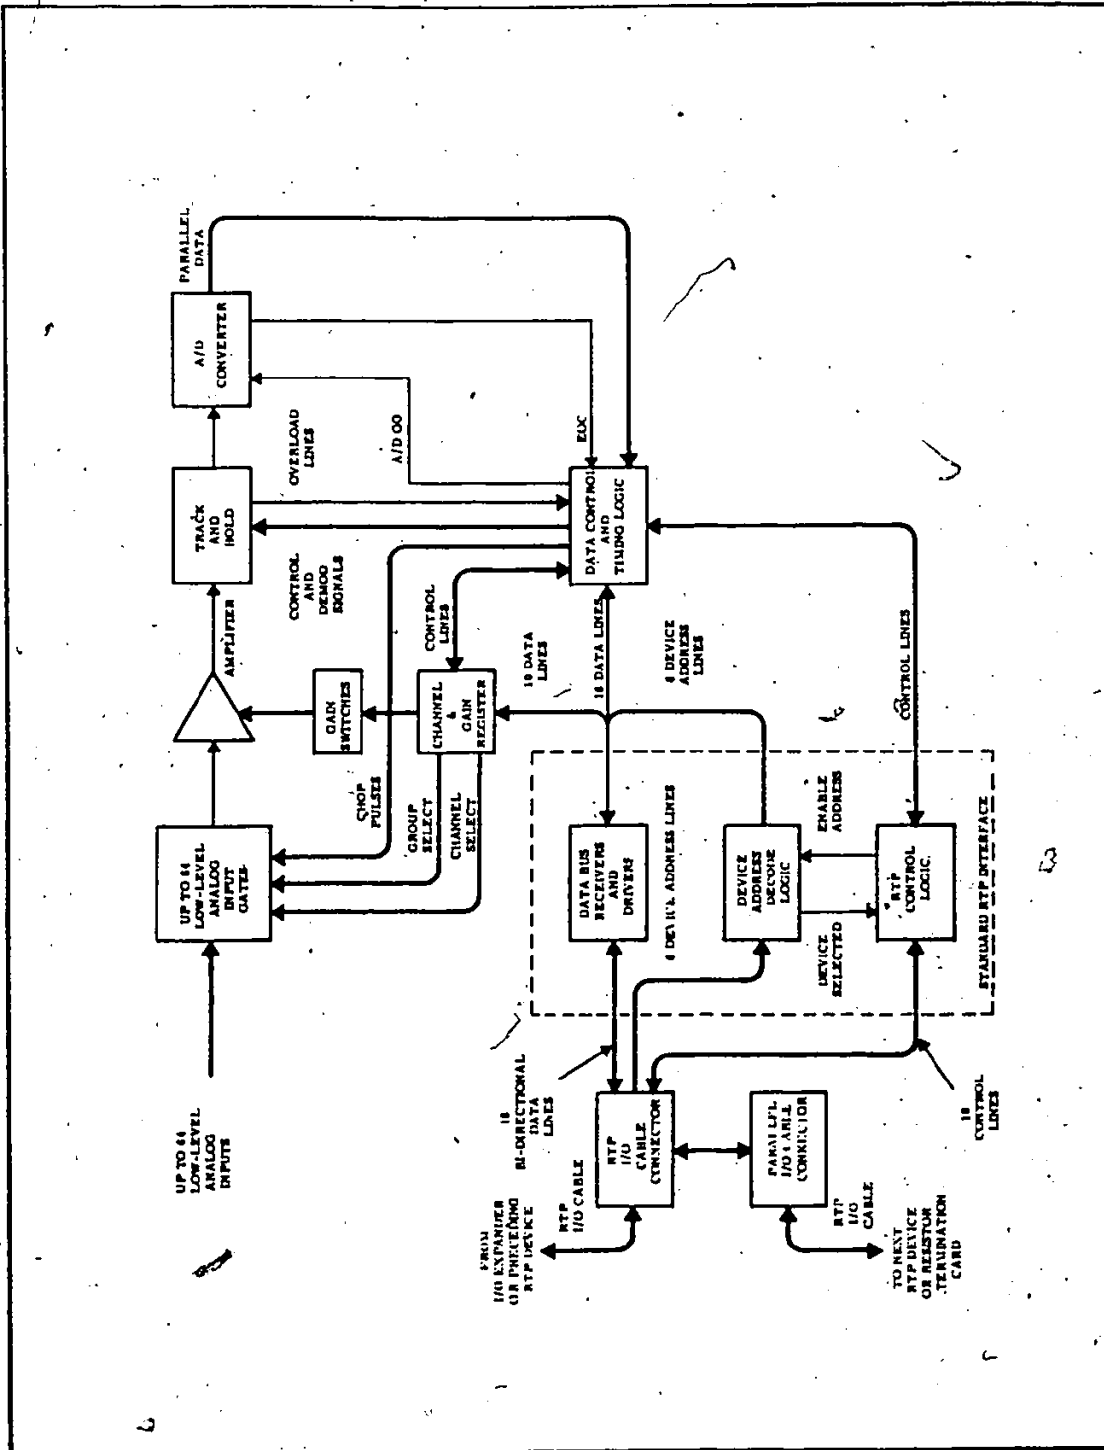 UP TO 64
LOW-LEVEL
ANALOG
INPUTS
UP TO 64
LOW-LEVEL
ANALOG
INPUT
GATES
AMPLIFIER
TRACK
AND
HOLD
A/D
CONVERTER
PARALLEL
DATA
GAIN
SWITCHES
CONTROL
AND
DEMOD
SIGNALS
OVERLOAD
LINES
CHOP
PULSES
GROUP
SELECT
CHANNEL
SELECT
CHANNEL
&
GAIN
REGISTER
CONTROL
LINES
A/D GO
EOC
DATA CONTROL
AND
TIMING LOGIC
DATA
LINES
16 DATA LINES
DEVICE
ADDRESS
LINES
DATA BUS
RECEIVERS
AND
DRIVERS
DEVICE ADDRESS LINES
DEVICE
ADDRESS
DECODE
LOGIC
DEVICE
SELECTED
ENABLE
ADDRESS
RTP
CONTROL
LOGIC
CONTROL LINES
STANDARD RTP INTERFACE
BI-DIRECTIONAL
DATA
LINES
CONTROL
LINES
FROM
I/O EXPANDER
OR PRECEDING
RTP DEVICE
RTP
I/O CABLE
RTP
I/O
CABLE
CONNECTOR
PARALLEL
I/O CABLE
CONNECTOR
RTP
I/O
CABLE
TO NEXT
RTP DEVICE
OR RESISTOR
TERMINATION
CARD